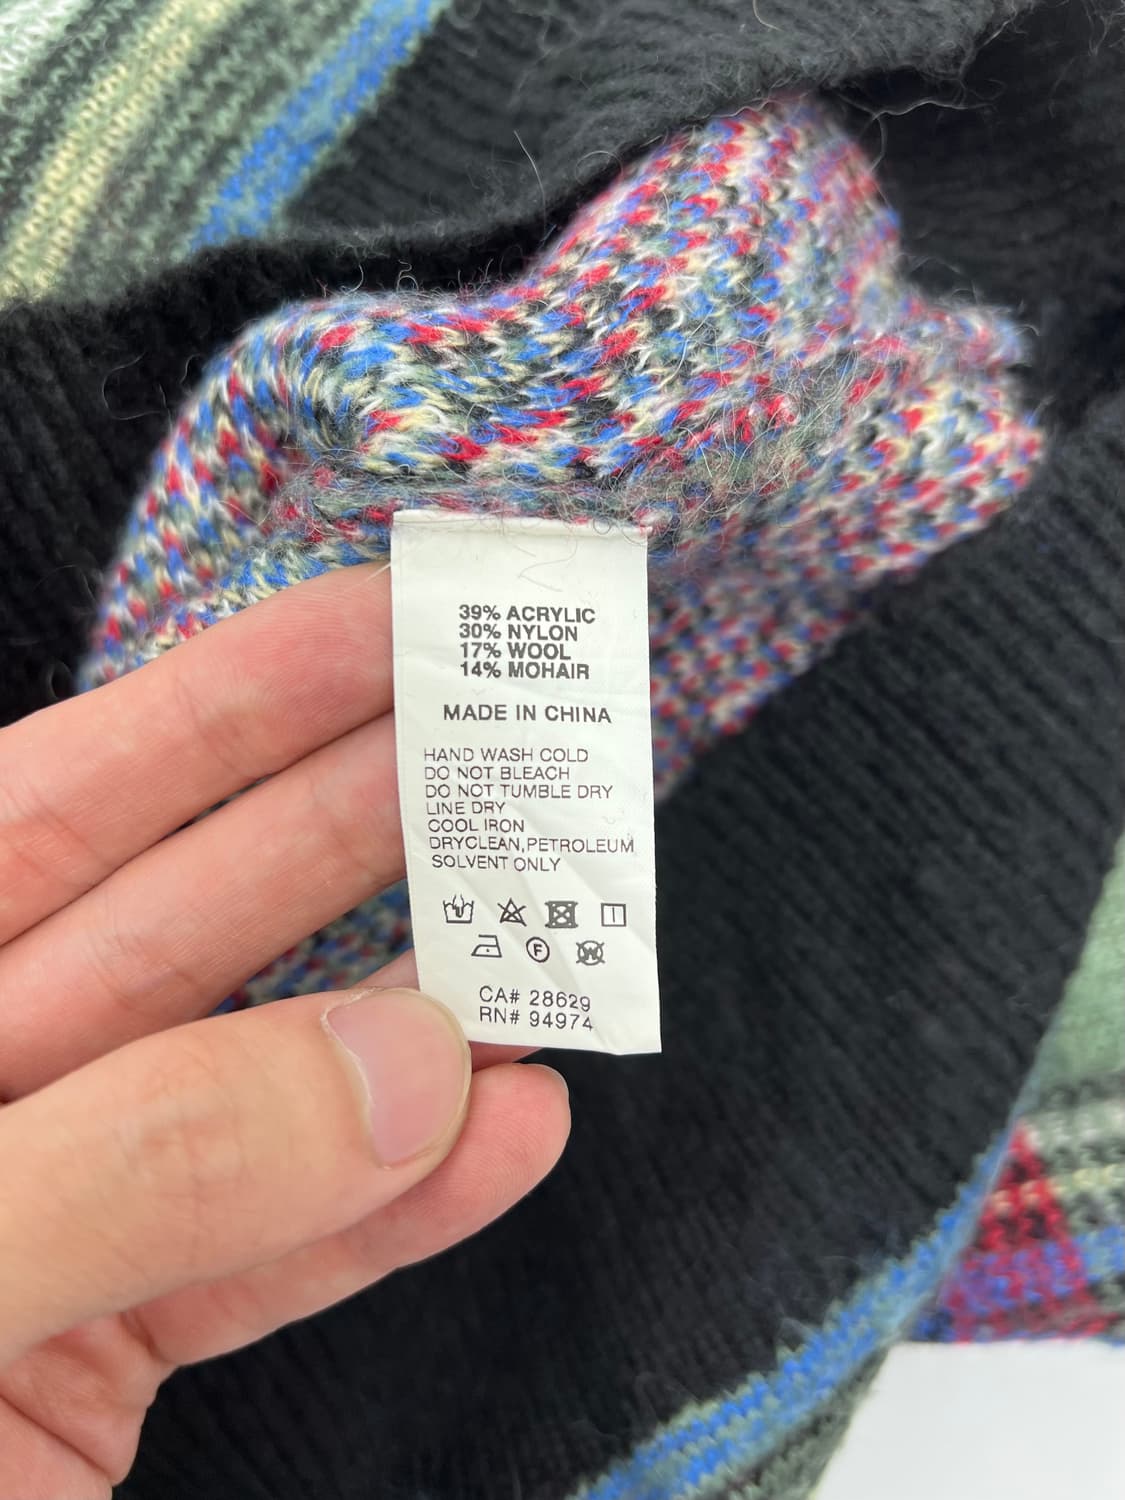 39% ACRYLIC
30% NYLON
17% WOOL
14% MOHAIR
MADE IN CHINA
HAND WASH COLD
DO NOT BLEACH
DO NOT TUMBLE DRY
LINE DRY
COOL IRON
DRYCLEAN,PETROLEUM
SOLVENT ONLY
F W
CA# 28629
RN# 94974